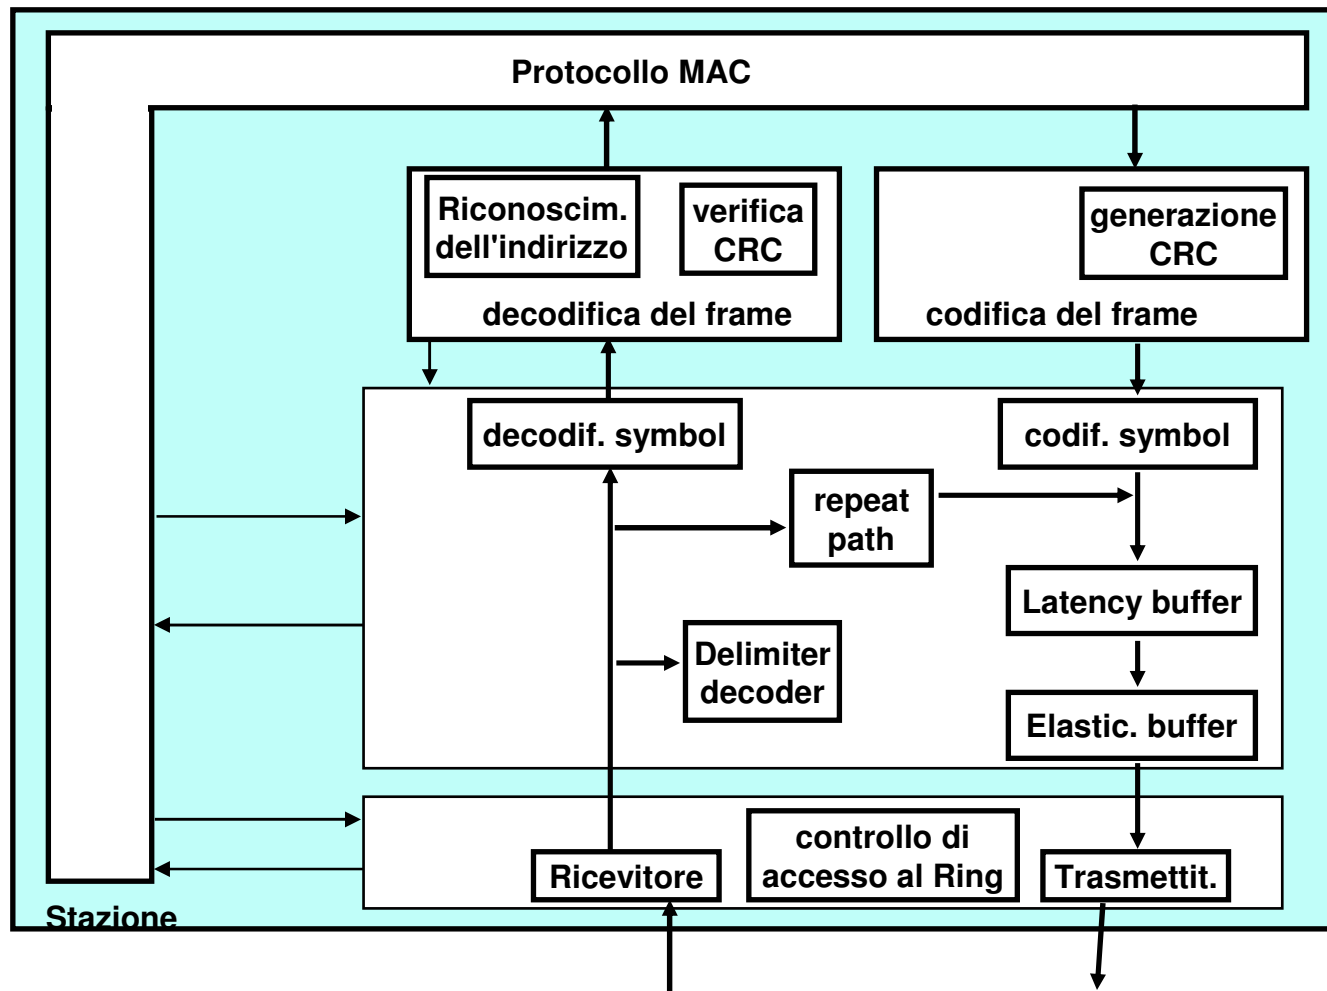 Protocollo MAC
Riconoscim.
dell'indirizzo
verifica
CRC
decodifica del frame
generazione
CRC
codifica del frame
decodif. symbol
codif. symbol
repeat
path
Latency buffer
Delimiter
decoder
Elastic. buffer
controllo di
accesso al Ring
Ricevitore
Trasmettit.
Stazione